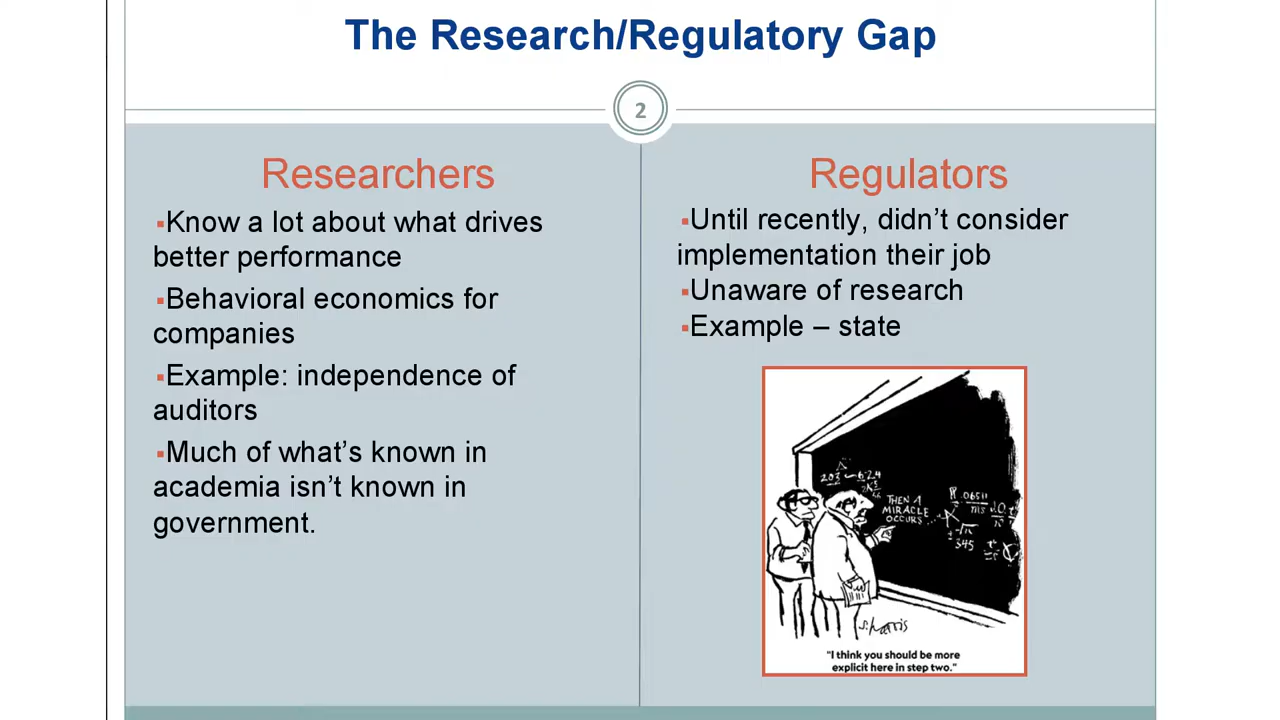 The Research/Regulatory Gap
2
Researchers
▪Know a lot about what drives
better performance
▪Behavioral economics for
companies
▪Example: independence of
auditors
▪Much of what’s known in
academia isn’t known in
government.
Regulators
▪Until recently, didn’t consider
implementation their job
▪Unaware of research
▪Example – state
THEN A
MIRACLE
OCCURS
S. Harris
"I think you should be more
explicit here in step two."